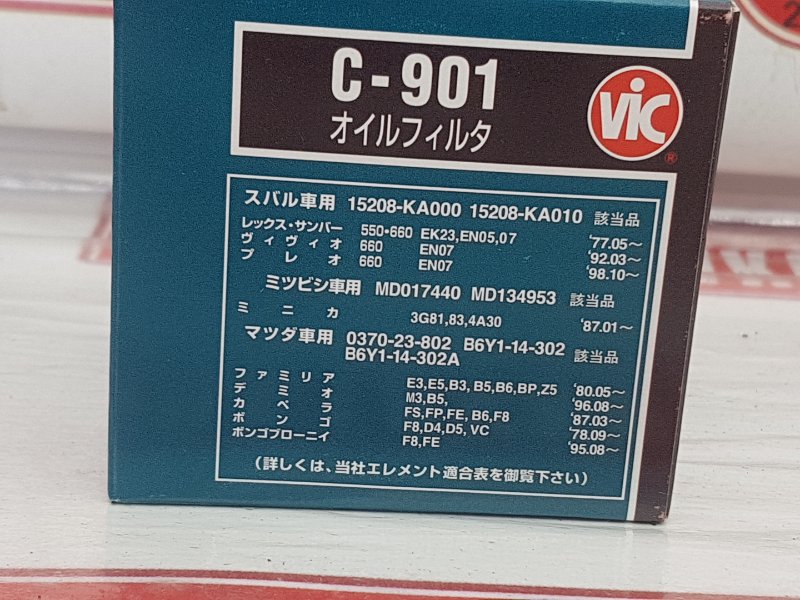 C-901
オイルフィルタ
VIC
®
スバル車用 15208-KA000 15208-KA010 該当品
レックス・サンバー 550・660 EK23,EN05,07 '77.05～
ヴィヴィオ 660 EN07 '92.03～
プレオ 660 EN07 '98.10～
ミツビシ車用 MD017440 MD134953 該当品
ミニカ 3G81,83,4A30 '87.01～
マツダ車用 0370-23-802 B6Y1-14-302 該当品
B6Y1-14-302A
ファミリア E3,E5,B3,B5,B6,BP,Z5 '80.05～
デミオ M3,B5, '96.08～
カペラ FS,FP,FE,B6,F8 '87.03～
ボンゴ F8,D4,D5,VC '78.09～
ボンゴブローニイ F8,FE '95.08～
(詳しくは、当社エレメント適合表を御覧下さい)